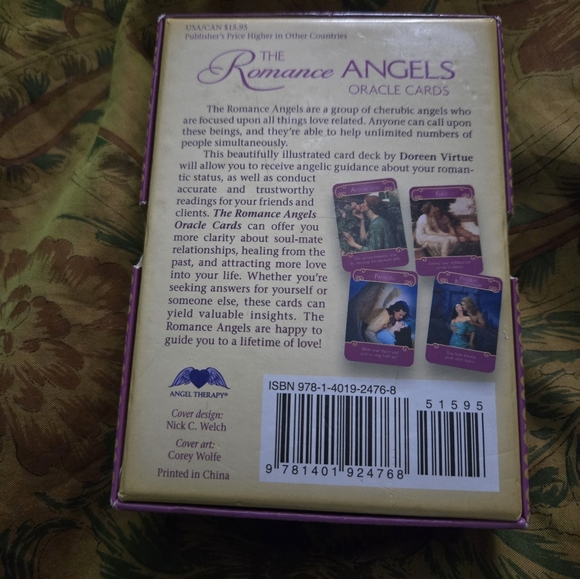 USA/CAN $15.95
Publisher's Price Higher in Other Countries
THE
Romance ANGELS
ORACLE CARDS
The Romance Angels are a group of cherubic angels who
are focused upon all things love related. Anyone can call upon
these beings, and they're able to help unlimited numbers of
people simultaneously.
This beautifully illustrated card deck by Doreen Virtue
will allow you to receive angelic guidance about your roman-
tic status, as well as conduct
accurate and trustworthy
readings for your friends and
clients. The Romance Angels
Oracle Cards can offer you
more clarity about soul-mate
relationships, healing from the
past, and attracting more love
into your life. Whether you're
seeking answers for yourself or
someone else, these cards can
yield valuable insights. The
Romance Angels are happy to
guide you to a lifetime of love!
ANGEL THERAPY®
Cover design:
Nick C. Welch
Cover art:
Corey Wolfe
Printed in China
ISBN 978-1-4019-2476-8
51595
9 781401 924768